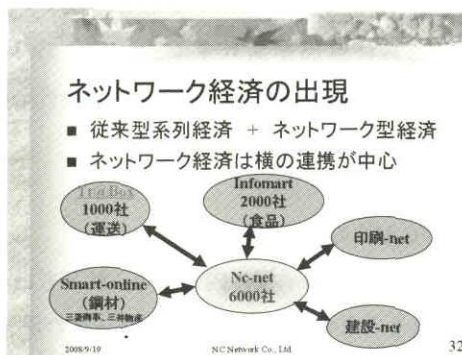 ネットワーク経済の出現
■ 従来型系列経済 + ネットワーク型経済
■ ネットワーク経済は横の連携が中心
1000社
(運送)
Infomart
2000社
(食品)
印刷-net
Nc-net
6000社
Smart-online
(鋼材)
三菱商事、三井物産
建設-net
2008/9/19
NC Network Co., Ltd
32